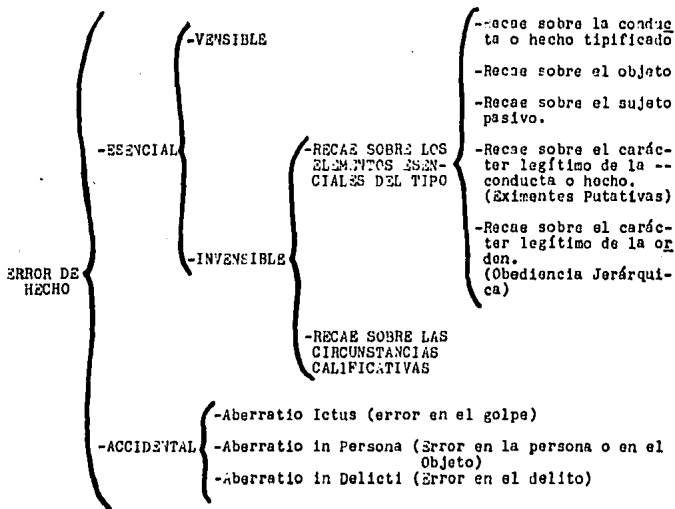 ERROR DE
HECHO
-ESENCIAL
-VENSIBLE
-INVENSIBLE
-RECAE SOBRE LOS
ELEMENTOS ESEN-
CIALES DEL TIPO
-Recae sobre la conduc
ta o hecho tipificado
-Recae sobre el objeto
-Recae sobre el sujeto
pasivo.
-Recae sobre el carác-
ter legítimo de la --
conducta o hecho.
(Eximentes Putativas)
-Recae sobre el carác-
ter legítimo de la or
den.
(Obediencia Jerárqui-
ca)
-RECAE SOBRE LAS
CIRCUNSTANCIAS
CALIFICATIVAS
-ACCIDENTAL
-Aberratio Ictus (error en el golpe)
-Aberratio in Persona (Error en la persona o en el
Objeto)
-Aberratio in Delicti (Error en el delito)